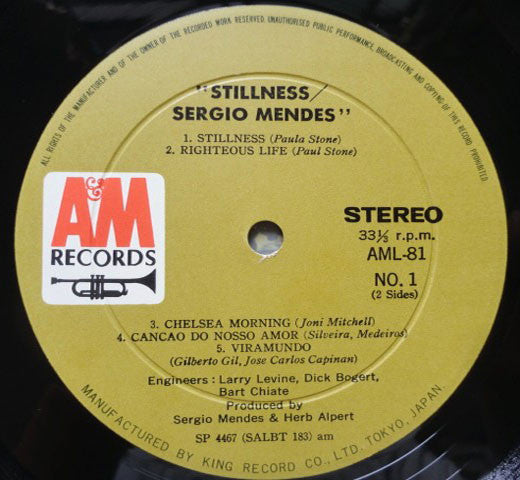 ALL RIGHTS OF THE MANUFACTURER AND OF THE OWNER OF THE RECORDED WORK RESERVED. UNAUTHORISED PUBLIC PERFORMANCE, BROADCASTING AND COPYING OF THIS RECORD PROHIBITED
"STILLNESS/
SERGIO MENDES"
1. STILLNESS (Paula Stone)
2. RIGHTEOUS LIFE (Paul Stone)
A&M
RECORDS
STEREO
33⅓ r.p.m.
AML-81
NO. 1
(2 Sides)
3. CHELSEA MORNING (Joni Mitchell)
4. CANCAO DO NOSSO AMOR (Silveira, Medeiros)
5. VIRAMUNDO
(Gilberto Gil, Jose Carlos Capinan)
Engineers : Larry Levine, Dick Bogert,
Bart Chiate
Produced by
Sergio Mendes & Herb Alpert
SP 4467 (SALBT 183) am
MANUFACTURED BY KING RECORD CO., LTD. TOKYO, JAPAN.